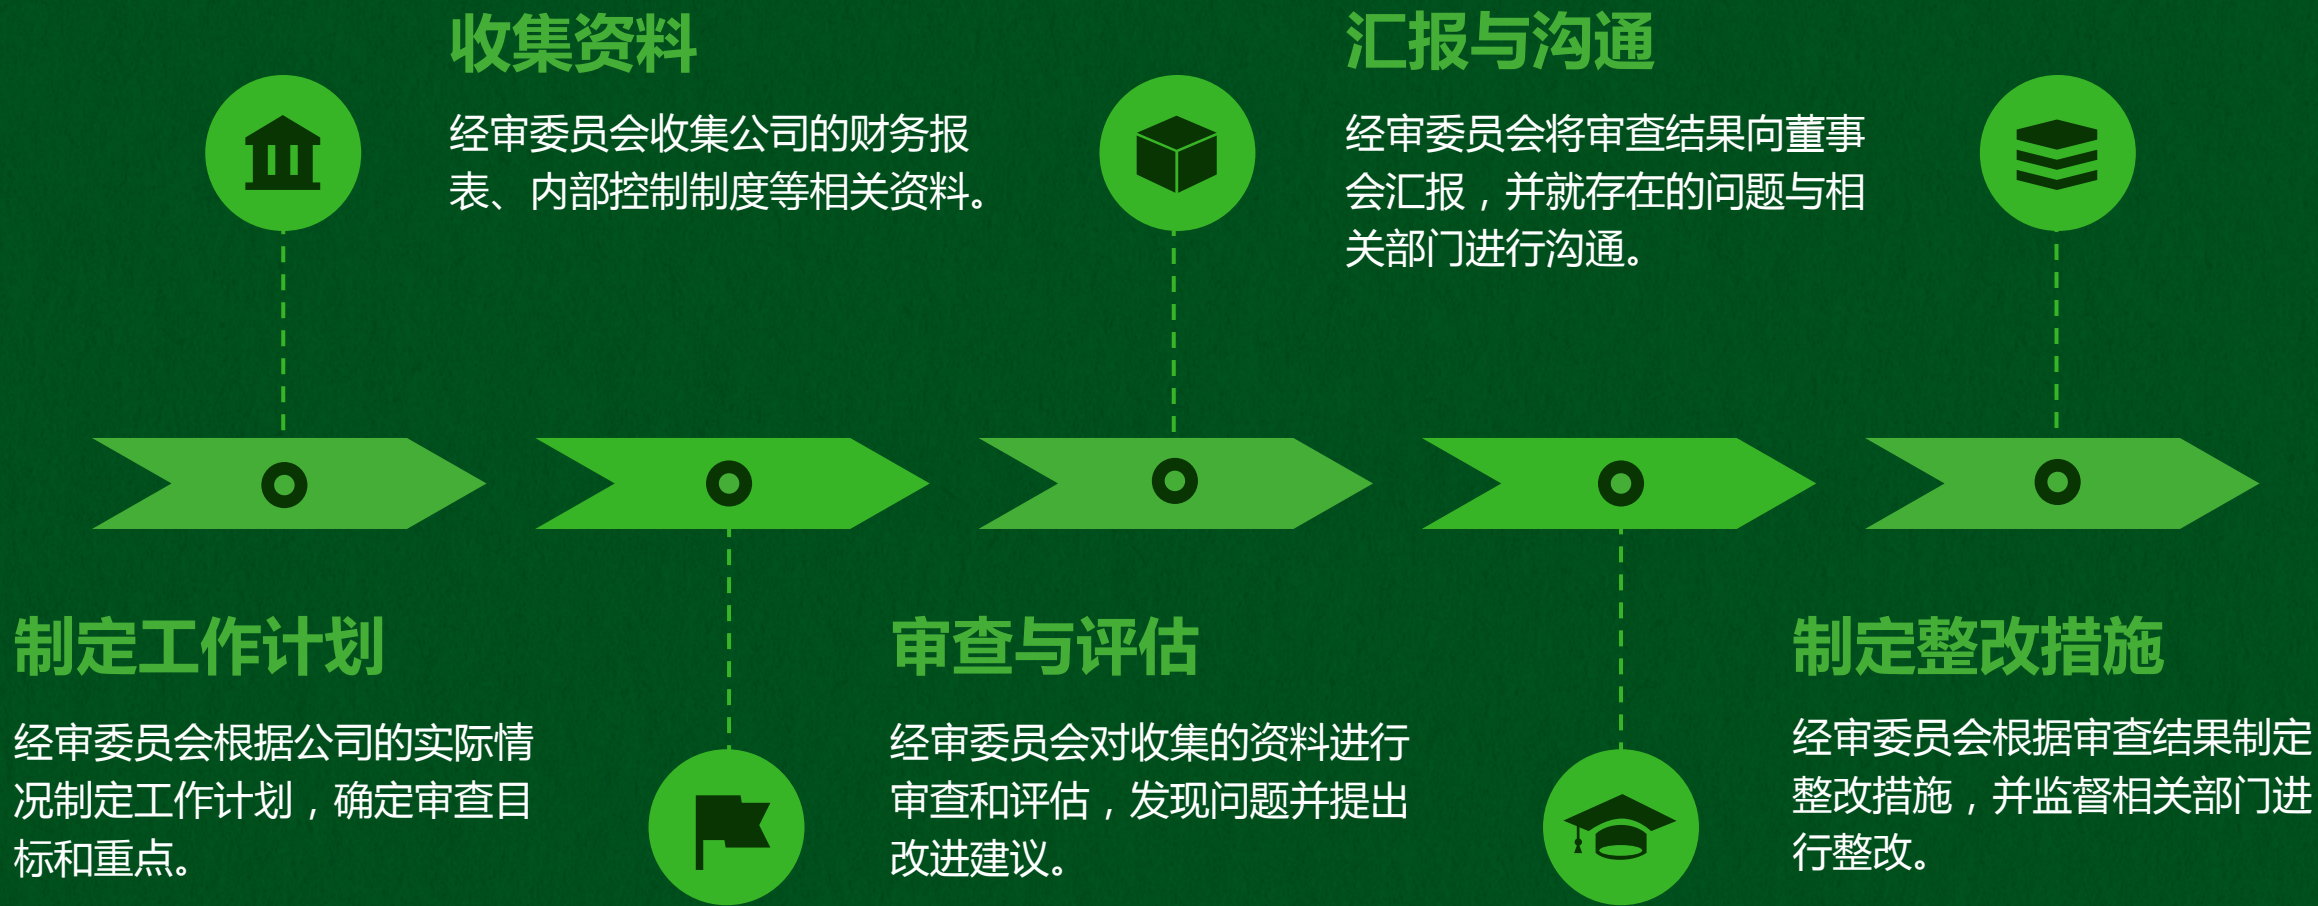 收集资料
经审委员会收集公司的财务报
表、内部控制制度等相关资料。
汇报与沟通
经审委员会将审查结果向董事
会汇报，并就存在的问题与相
关部门进行沟通。
制定工作计划
经审委员会根据公司的实际情
况制定工作计划，确定审查目
标和重点。
审查与评估
经审委员会对收集的资料进行
审查和评估，发现问题并提出
改进建议。
制定整改措施
经审委员会根据审查结果制定
整改措施，并监督相关部门进
行整改。